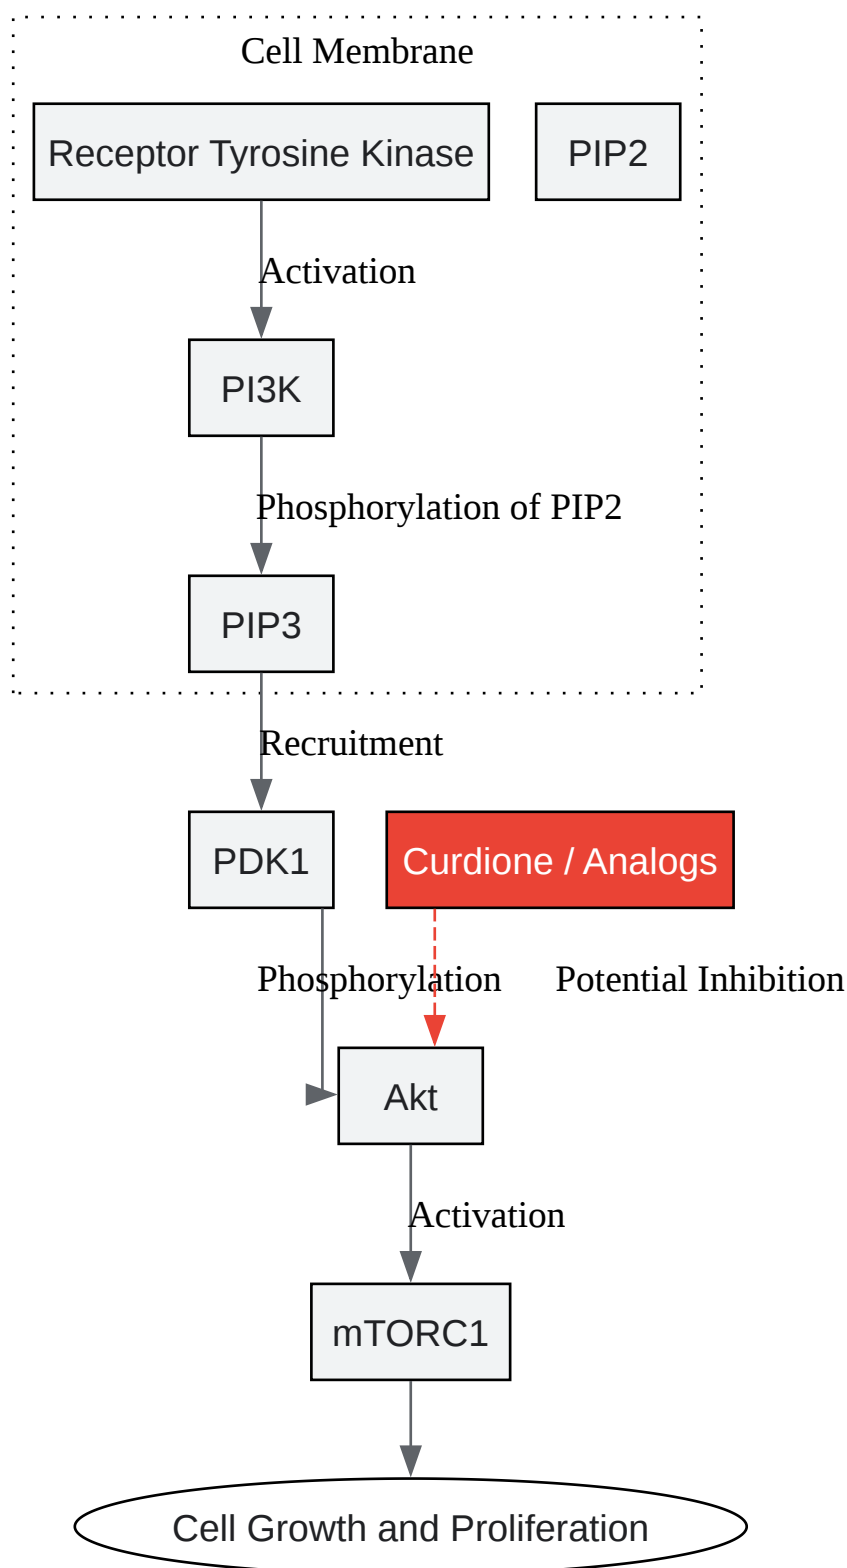 Cell Membrane
Receptor Tyrosine Kinase
PIP2
Activation
PI3K
Phosphorylation of PIP2
PIP3
Recruitment
PDK1
Curdione / Analogs
Phosphorylation
Potential Inhibition
Akt
Activation
mTORC1
Cell Growth and Proliferation